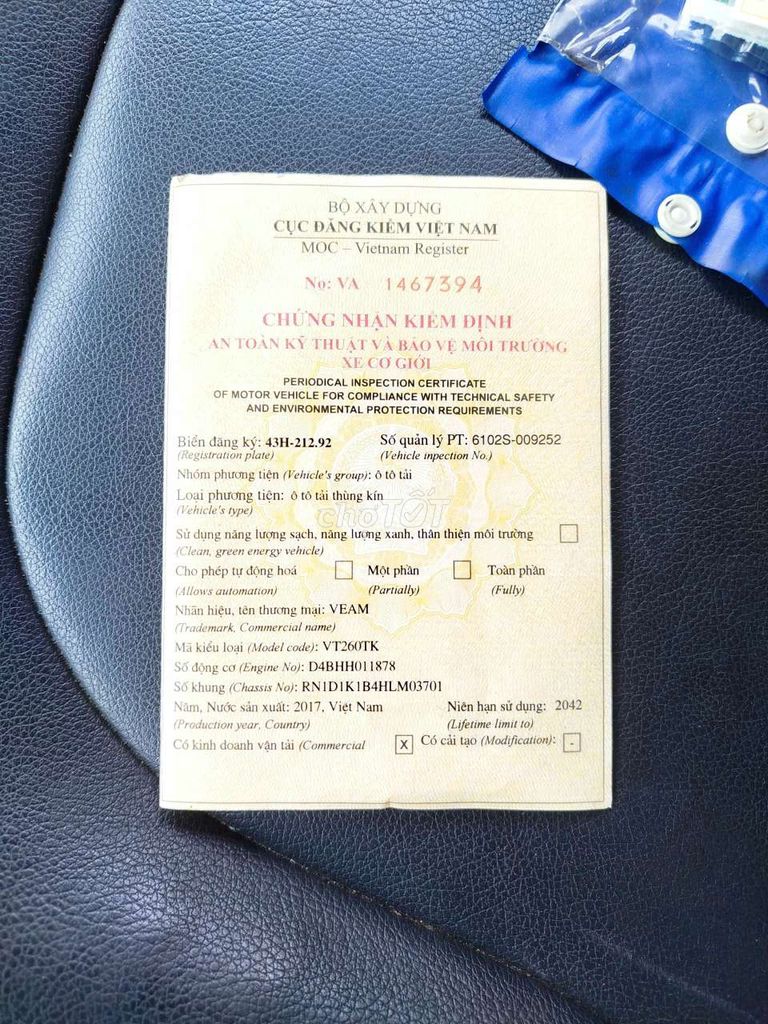 BỘ XÂY DỰNG
CỤC ĐĂNG KIỂM VIỆT NAM
MOC – Vietnam Register
No: VA 1467394
CHỨNG NHẬN KIỂM ĐỊNH
AN TOÀN KỸ THUẬT VÀ BẢO VỆ MÔI TRƯỜNG
XE CƠ GIỚI
PERIODICAL INSPECTION CERTIFICATE
OF MOTOR VEHICLE FOR COMPLIANCE WITH TECHNICAL SAFETY
AND ENVIRONMENTAL PROTECTION REQUIREMENTS
Biển đăng ký: 43H-212.92 Số quản lý PT: 6102S-009252
(Registration plate) (Vehicle inpection No.)
Nhóm phương tiện (Vehicle's group): ô tô tải
Loại phương tiện: ô tô tải thùng kín
(Vehicle's type)
chợTỐT
Sử dụng năng lượng sạch, năng lượng xanh, thân thiện môi trường
(Clean, green energy vehicle)
Cho phép tự động hoá Một phần Toàn phần
(Allows automation) (Partially) (Fully)
Nhãn hiệu, tên thương mại: VEAM
(Trademark, Commercial name)
Mã kiểu loại (Model code): VT260TK
Số động cơ (Engine No): D4BHH011878
Số khung (Chassis No): RN1D1K1B4HLM03701
Năm, Nước sản xuất: 2017, Việt Nam Niên hạn sử dụng: 2042
(Production year, Country) (Lifetime limit to)
Có kinh doanh vận tải (Commercial X Có cải tạo (Modification): -